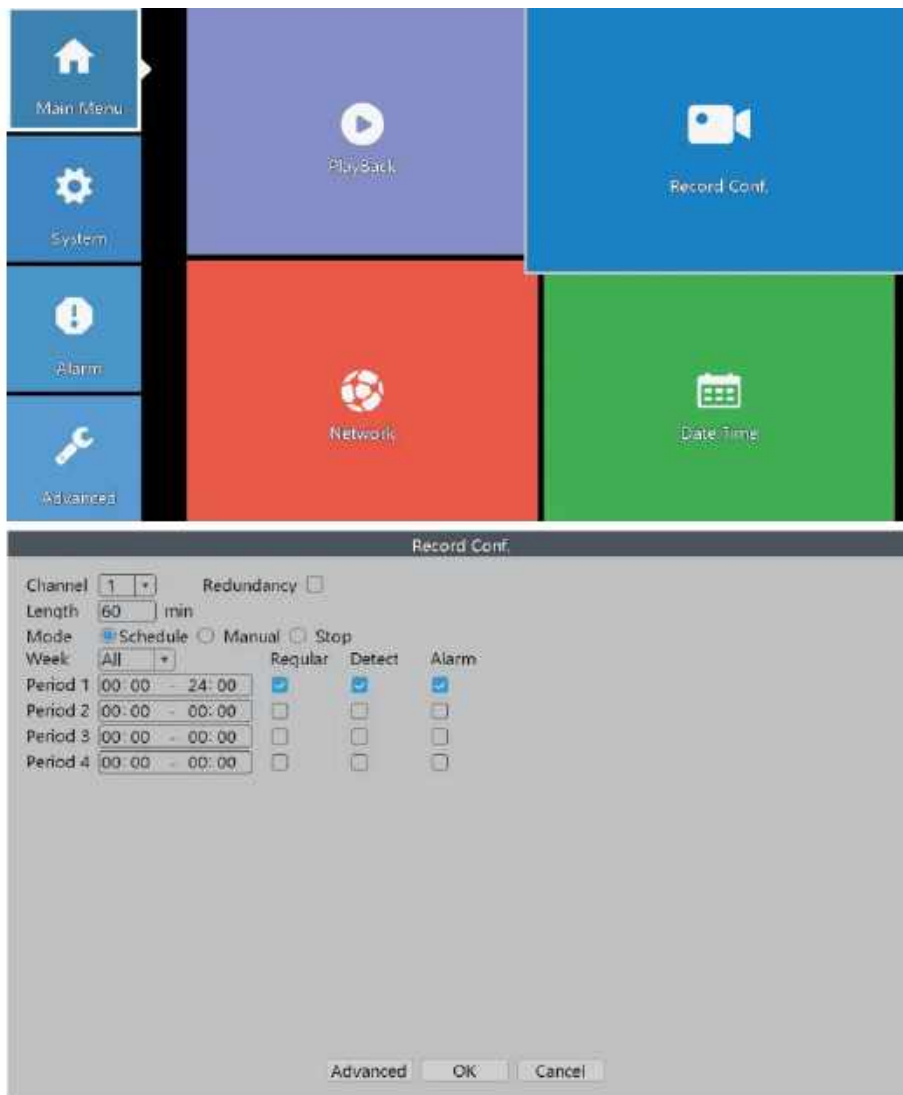 Main Menu
PlayBack
Record Conf.
System
Alarm
Network
Date Time
Advanced
Record Conf.
Channel 1 Redundancy
Length 60 min
Mode Schedule Manual Stop
Week All Regular Detect Alarm
Period 1 00:00 - 24:00
Period 2 00:00 - 00:00
Period 3 00:00 - 00:00
Period 4 00:00 - 00:00
Advanced OK Cancel